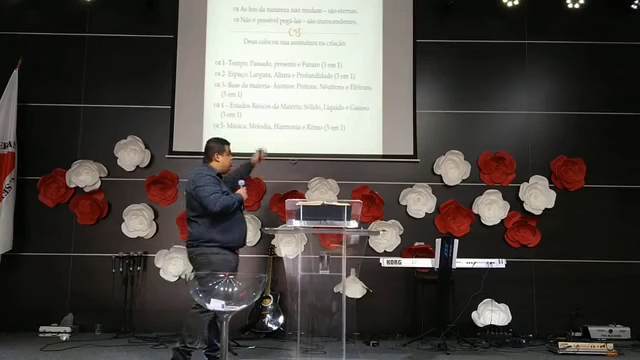 As leis da natureza não mudam – são eternas.
Não é possível pegá-las – são transcendentes.
Deus colocou sua assinatura na criação:
1- Tempo: Passado, presente e Futuro (3 em 1)
2- Espaço: Largura, Altura e Profundidade (3 em 1)
3- Base da matéria- Átomos: Prótons, Nêutrons e Elétrons.
(3 em 1)
4 – Estados Básicos da Matéria: Sólido, Líquido e Gasoso
(3 em 1)
5- Música: Melodia, Harmonia e Ritmo (3 em 1)
KORG